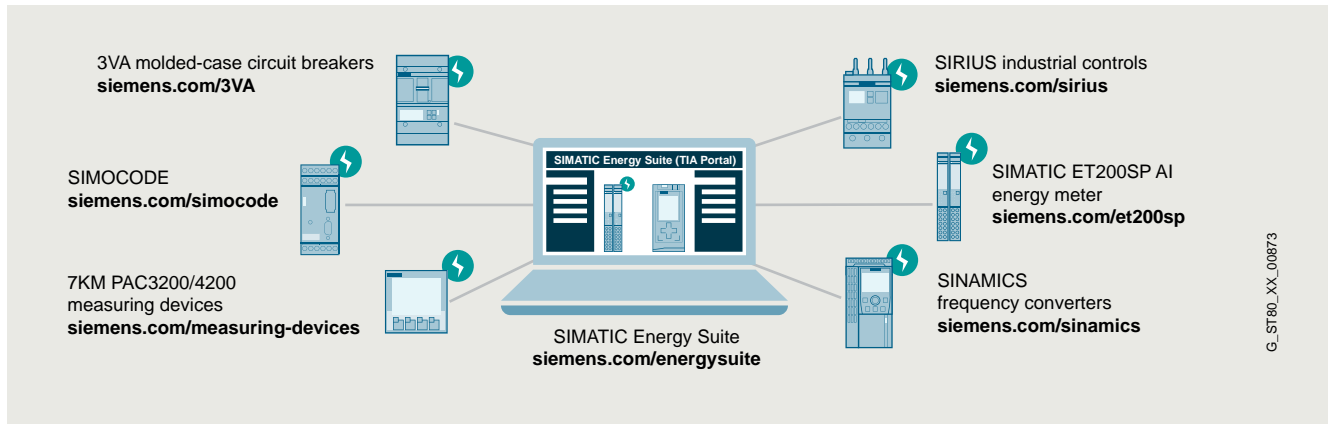 3VA molded-case circuit breakers
siemens.com/3VA
SIMOCODE
siemens.com/simocode
7KM PAC3200/4200
measuring devices
siemens.com/measuring-devices
SIMATIC Energy Suite (TIA Portal)
SIMATIC Energy Suite
siemens.com/energysuite
SIRIUS industrial controls
siemens.com/sirius
SIMATIC ET200SP AI
energy meter
siemens.com/et200sp
SINAMICS
frequency converters
siemens.com/sinamics
G_ST80_XX_00873